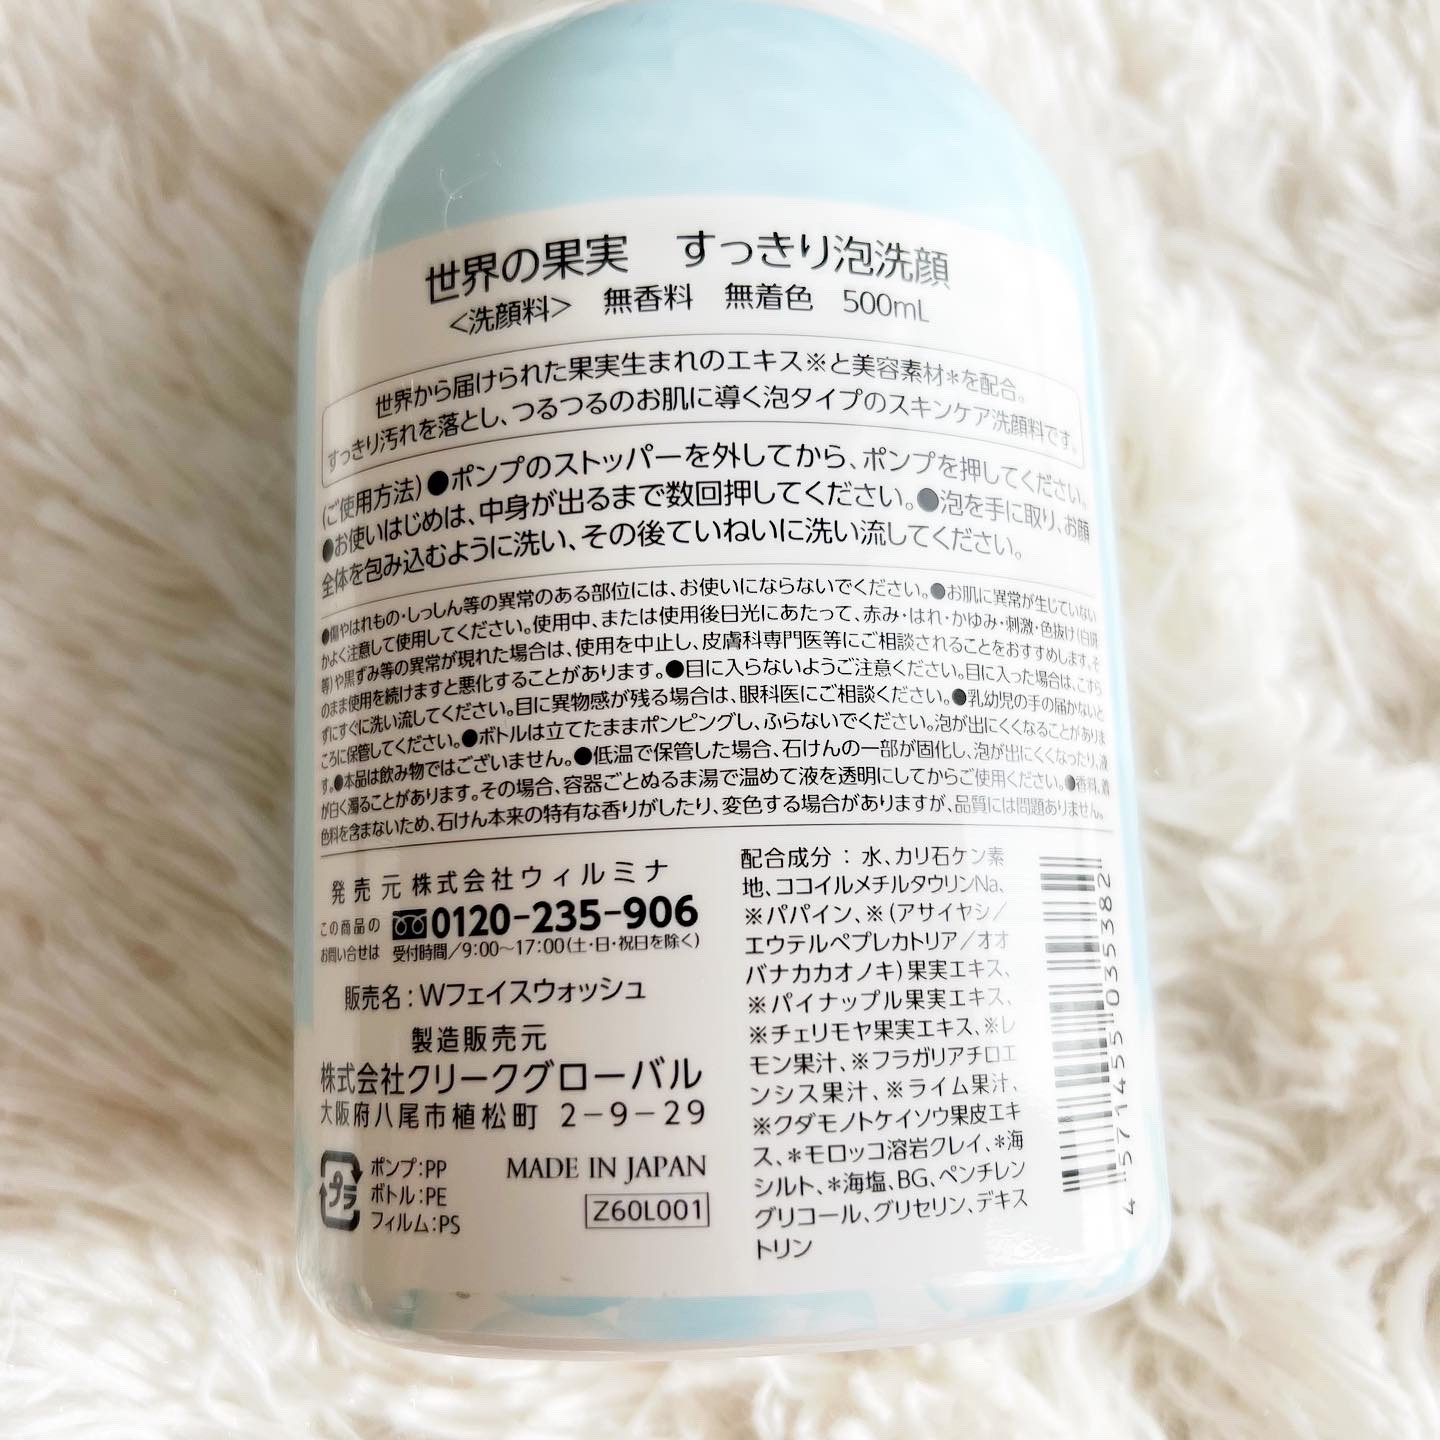 世界の果実　すっきり泡洗顔
<洗顔料>　無香料　無着色　500mL
世界から届けられた果実生まれのエキス※と美容素材*を配合。
すっきり汚れを落とし、つるつるのお肌に導く泡タイプのスキンケア洗顔料です。
(ご使用方法)●ポンプのストッパーを外してから、ポンプを押してください。
●お使いはじめは、中身が出るまで数回押してください。●泡を手に取り、お顔
全体を包み込むように洗い、その後ていねいに洗い流してください。
●傷やはれもの・しっしん等の異常のある部位には、お使いにならないでください。●お肌に異常が生じていない
かよく注意して使用してください。使用中、または使用後日光にあたって、赤み・はれ・かゆみ・刺激・色抜け(白斑
等)や黒ずみ等の異常が現れた場合は、使用を中止し、皮膚科専門医等にご相談されることをおすすめします。そ
のまま使用を続けますと悪化することがあります。●目に入らないようご注意ください。目に入った場合は、こすら
ずにすぐに洗い流してください。目に異物感が残る場合は、眼科医にご相談ください。●乳幼児の手の届かないと
ころに保管してください。●ボトルは立てたままポンピングし、ふらないでください。泡が出にくくなることがありま
す。●本品は飲み物ではございません。●低温で保管した場合、石けんの一部が固化し、泡が出にくくなったり、液
が白く濁ることがあります。その場合、容器ごとぬるま湯で温めて液を透明にしてからご使用ください。●香料、着
色料を含まないため、石けん本来の特有な香りがしたり、変色する場合がありますが、品質には問題ありません。
発売元 株式会社ウィルミナ
この商品の
お問い合せは
0120-235-906
受付時間/9:00〜17:00(土・日・祝日を除く)
販売名:Wフェイスウォッシュ
製造販売元
株式会社クリークグローバル
大阪府八尾市植松町 2-9-29
プラ
ポンプ:PP
ボトル:PE
フィルム:PS
MADE IN JAPAN
Z60L001
配合成分 : 水、カリ石ケン素
地、ココイルメチルタウリンNa、
※パパイン、※(アサイヤシ/
エウテルペプレカトリア/オオ
バナカカオノキ)果実エキス、
※パイナップル果実エキス、
※チェリモヤ果実エキス、※レ
モン果汁、※フラガリアチロエ
ンシス果汁、※ライム果汁、
※クダモノトケイソウ果皮エキ
ス、*モロッコ溶岩クレイ、*海
シルト、*海塩、BG、ペンチレン
グリコール、グリセリン、デキス
トリン
4 571455 035382